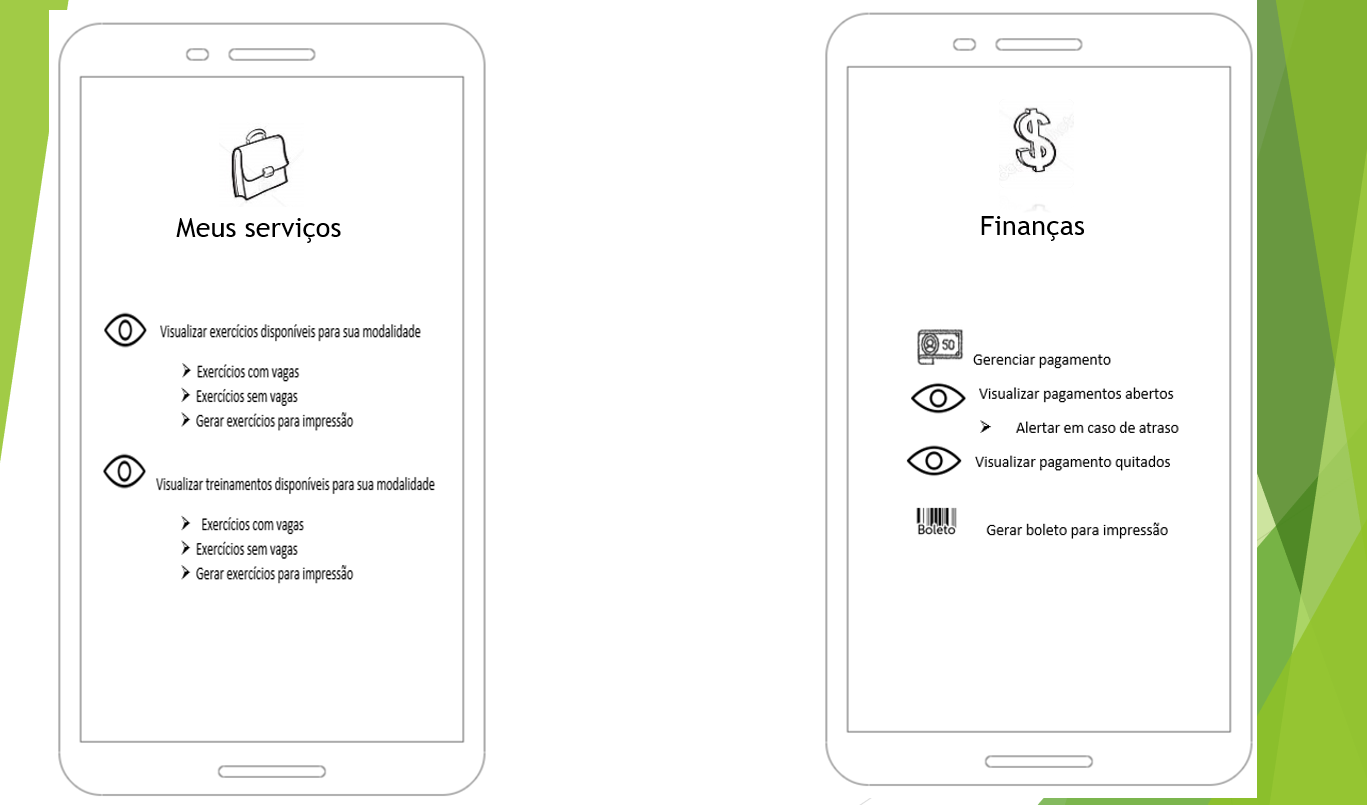 Meus serviços
Visualizar exercícios disponíveis para sua modalidade
Exercícios com vagas
Exercícios sem vagas
Gerar exercícios para impressão
Visualizar treinamentos disponíveis para sua modalidade
Exercícios com vagas
Exercícios sem vagas
Gerar exercícios para impressão
$
Finanças
50
Gerenciar pagamento
Visualizar pagamentos abertos
Alertar em caso de atraso
Visualizar pagamento quitados
Boleto
Gerar boleto para impressão